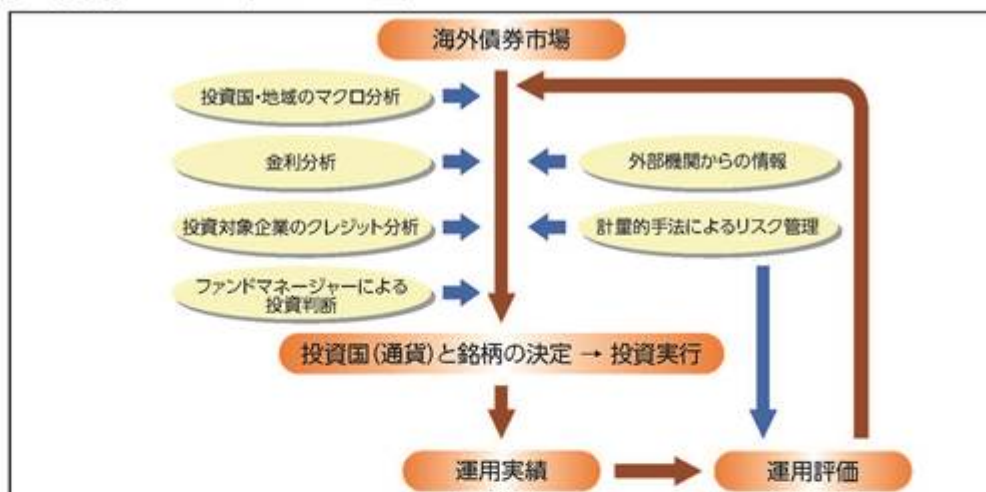 海外債券市場
投資国・地域のマクロ分析
金利分析
外部機関からの情報
投資対象企業のクレジット分析
計量的手法によるリスク管理
ファンドマネージャーによる
投資判断
投資国(通貨)と銘柄の決定 → 投資実行
運用実績
運用評価